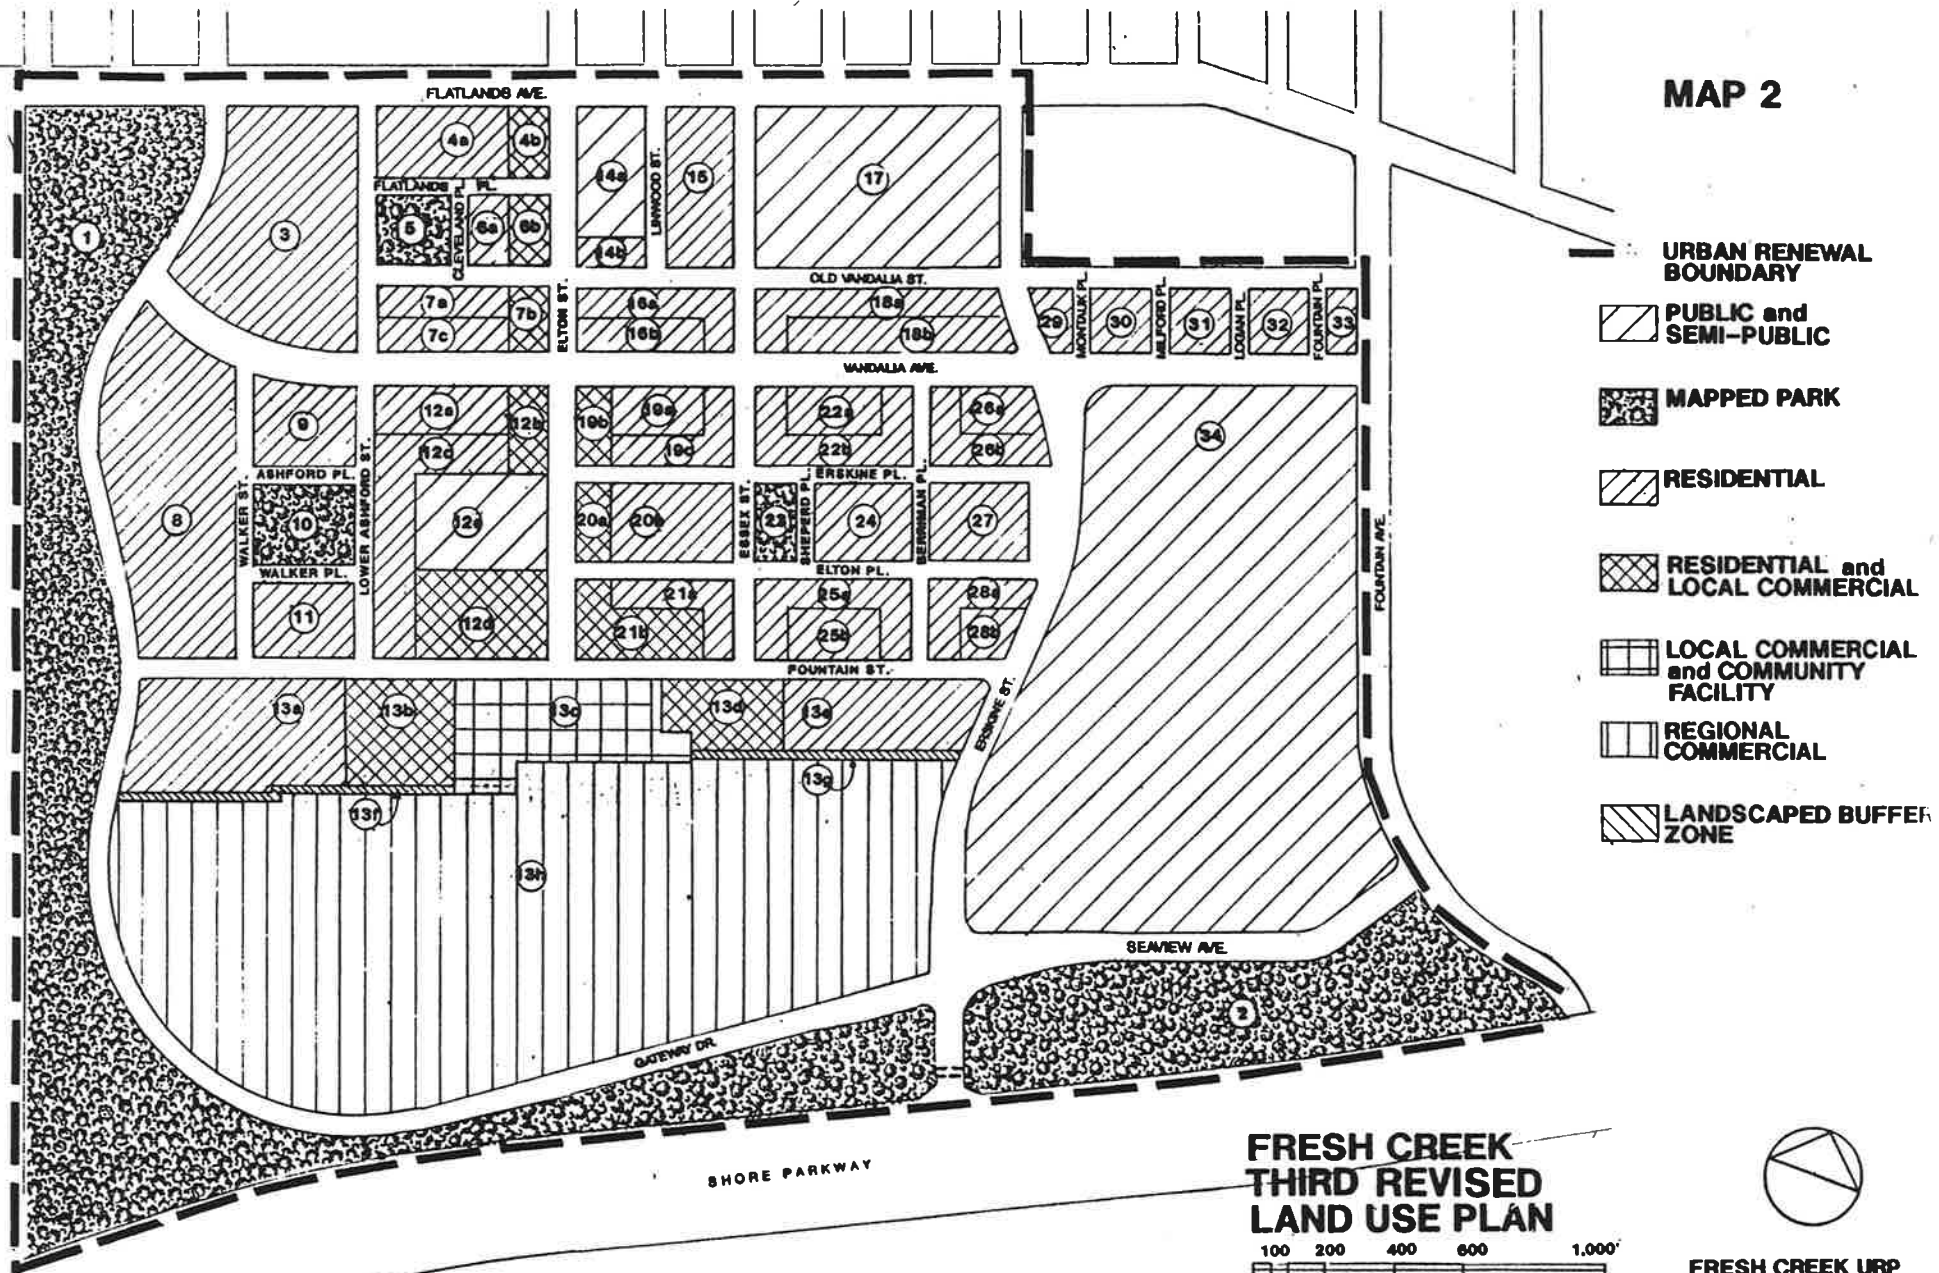 MAP 2
FLATLANDS AVE.
4a
4b
14a
LINWOOD ST.
15
17
1
3
FLATLANDS PL.
5
CLEVELAND PL.
6a
6b
14b
OLD VANDALIA ST.
7a
7b
7c
ELTON ST.
16a
16b
18a
18b
29
MONTAUK PL.
30
MILFORD PL.
31
LOGAN PL.
32
FOUNTAIN PL.
33
VANDALIA AVE.
9
12a
12b
12c
19b
19a
19c
22a
22b
26a
26b
34
ASHFORD PL.
LOWER ASHFORD ST.
ERSKINE PL.
8
WALKER ST.
10
20a
20b
ESSEX ST.
23
SHEPERD PL.
24
BERRIMAN PL.
27
FOUNTAIN AVE.
WALKER PL.
ELTON PL.
11
12d
21a
21b
25a
25b
28a
28b
FOUNTAIN ST.
13a
13b
13c
13d
13e
ERSKINE ST.
13f
13g
13h
SEAVIEW AVE.
2
GATEWAY DR.
SHORE PARKWAY
URBAN RENEWAL
BOUNDARY
PUBLIC and
SEMI-PUBLIC
MAPPED PARK
RESIDENTIAL
RESIDENTIAL and
LOCAL COMMERCIAL
LOCAL COMMERCIAL
and COMMUNITY
FACILITY
REGIONAL
COMMERCIAL
LANDSCAPED BUFFER
ZONE
FRESH CREEK
THIRD REVISED
LAND USE PLAN
100 200 400 600 1,000'
FRESH CREEK URP